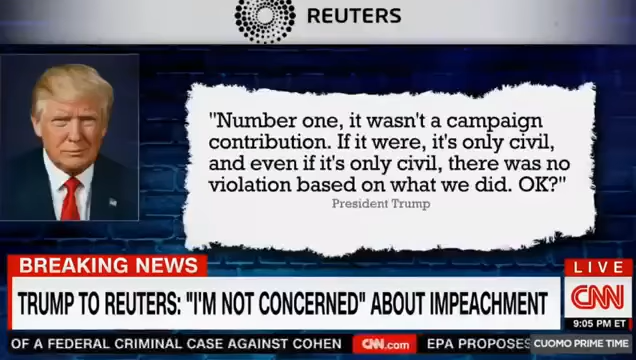 REUTERS
"Number one, it wasn't a campaign
contribution. If it were, it's only civil,
and even if it's only civil, there was no
violation based on what we did. OK?"
President Trump
BREAKING NEWS
LIVE
TRUMP TO REUTERS: "I'M NOT CONCERNED" ABOUT IMPEACHMENT
CNN
9:05 PM ET
OF A FEDERAL CRIMINAL CASE AGAINST COHEN CNN.com EPA PROPOSES CUOMO PRIME TIME